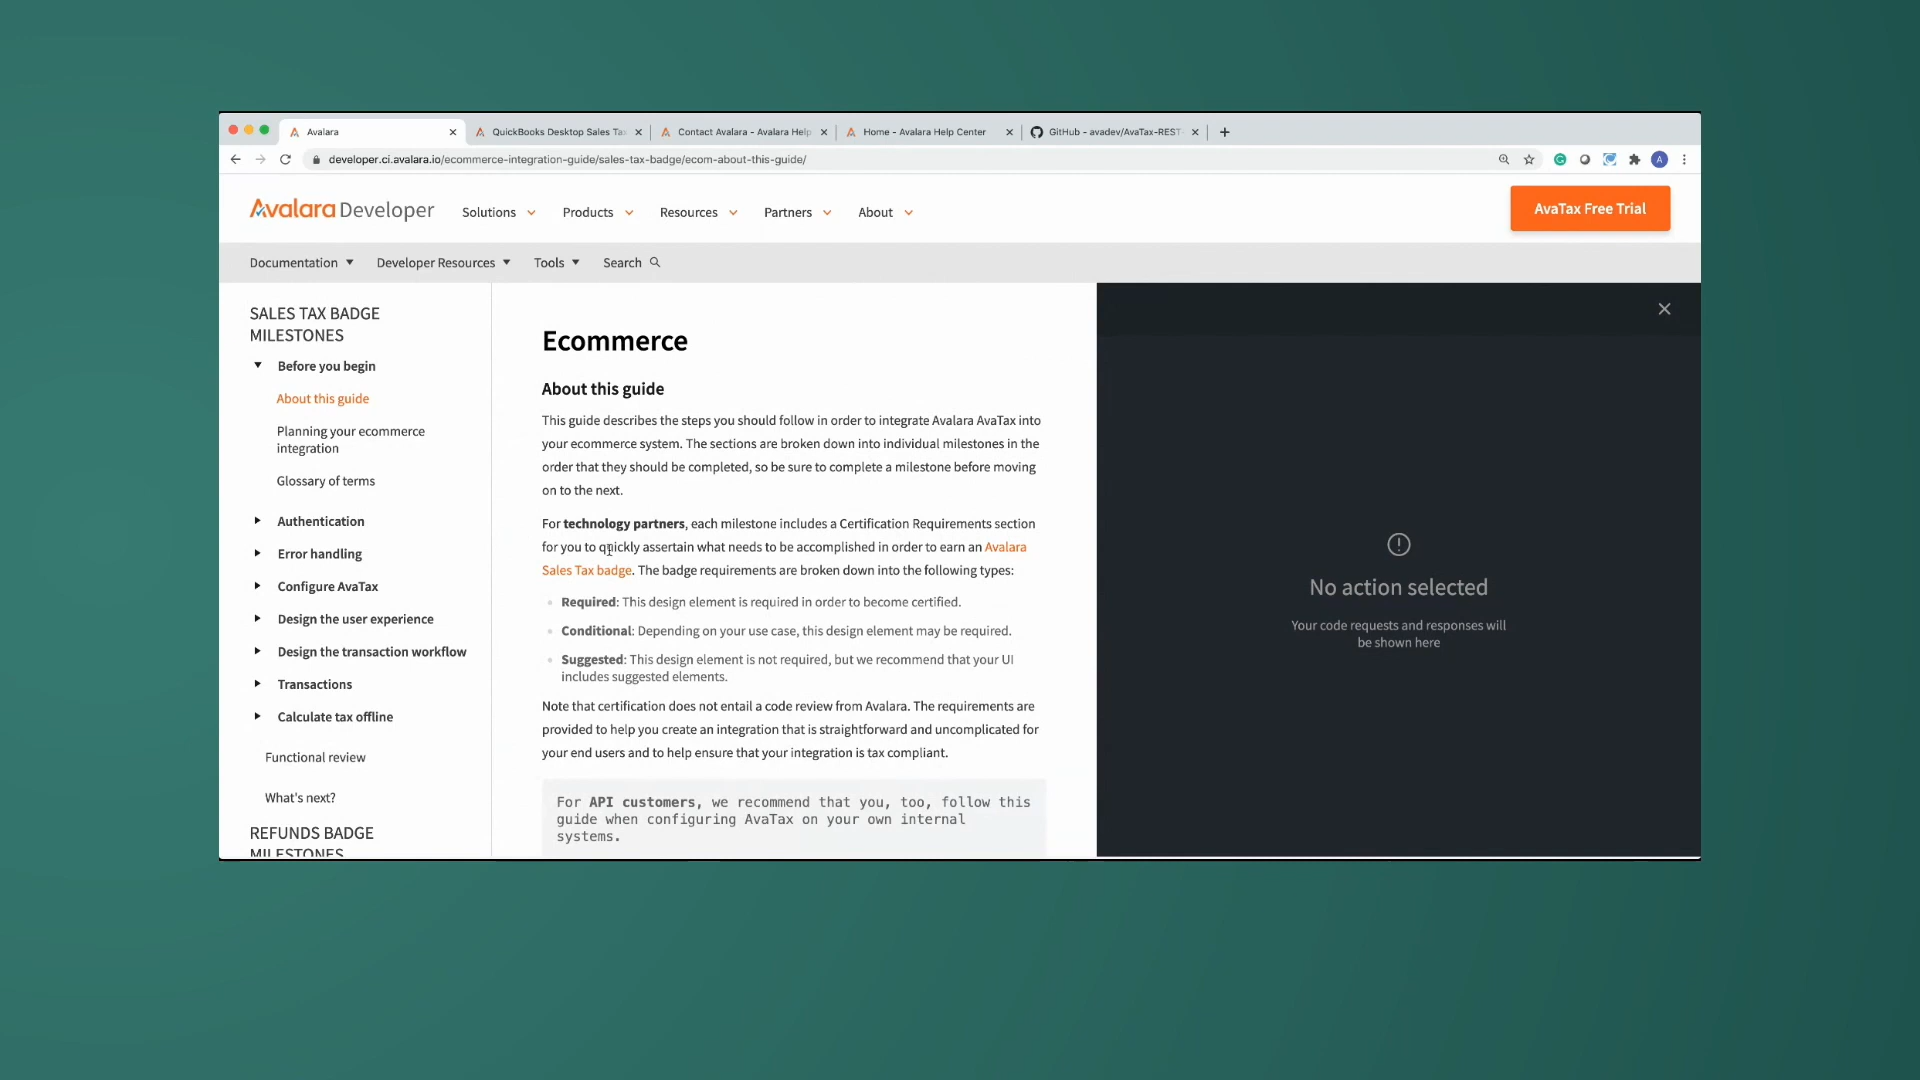 Avalara
QuickBooks Desktop Sales Tax
Contact Avalara - Avalara Help
Home - Avalara Help Center
GitHub - avadev/AvaTax-REST-
developer.ci.avalara.io/ecommerce-integration-guide/sales-tax-badge/ecom-about-this-guide/
A
Avalara Developer
Solutions
Products
Resources
Partners
About
AvaTax Free Trial
Documentation
Developer Resources
Tools
Search
SALES TAX BADGE
MILESTONES
Before you begin
About this guide
Planning your ecommerce
integration
Glossary of terms
Authentication
Error handling
Configure AvaTax
Design the user experience
Design the transaction workflow
Transactions
Calculate tax offline
Functional review
What's next?
REFUNDS BADGE
MILESTONES
Ecommerce
About this guide
This guide describes the steps you should follow in order to integrate Avalara AvaTax into
your ecommerce system. The sections are broken down into individual milestones in the
order that they should be completed, so be sure to complete a milestone before moving
on to the next.
For technology partners, each milestone includes a Certification Requirements section
for you to quickly assertain what needs to be accomplished in order to earn an Avalara
Sales Tax badge. The badge requirements are broken down into the following types:
Required: This design element is required in order to become certified.
Conditional: Depending on your use case, this design element may be required.
Suggested: This design element is not required, but we recommend that your UI
includes suggested elements.
Note that certification does not entail a code review from Avalara. The requirements are
provided to help you create an integration that is straightforward and uncomplicated for
your end users and to help ensure that your integration is tax compliant.
For API customers, we recommend that you, too, follow this
guide when configuring AvaTax on your own internal
systems.
No action selected
Your code requests and responses will
be shown here